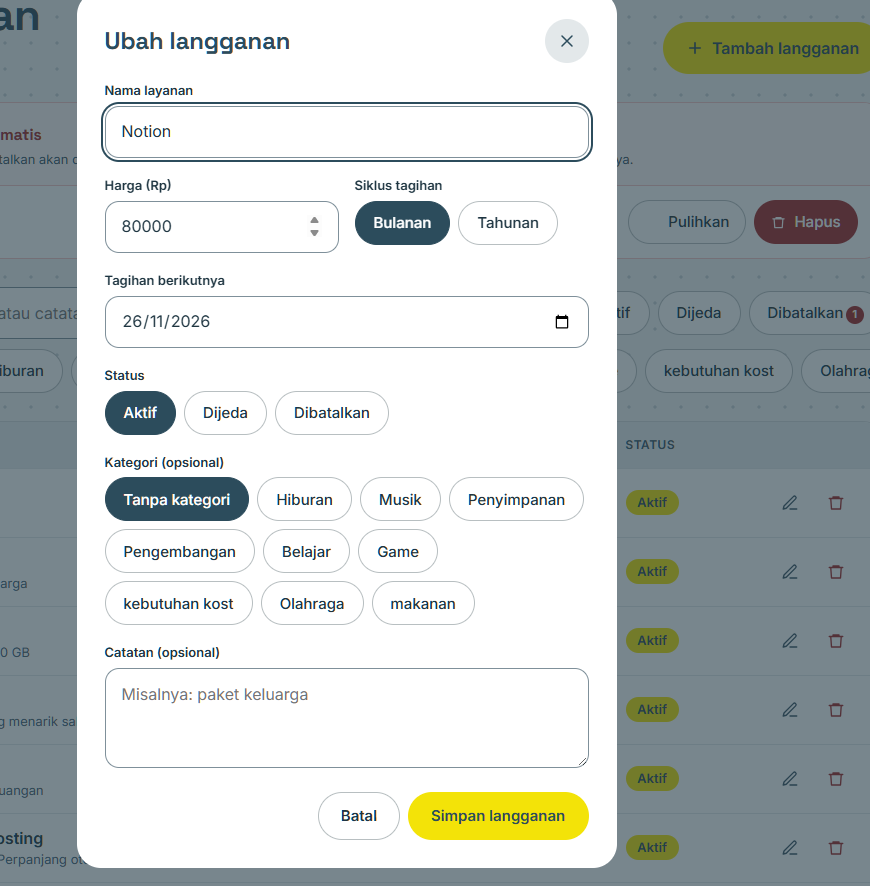 an
Ubah langganan
Tambah langganan
Nama layanan
Notion
matis
talkan akan
ya.
Harga (Rp)
Siklus tagihan
80000
Bulanan
Tahunan
Pulihkan
Hapus
Tagihan berikutnya
26/11/2026
atau catata
tif
Dijeda
Dibatalkan 1
iburan
kebutuhan kost
Olahrag
Status
Aktif
Dijeda
Dibatalkan
STATUS
Kategori (opsional)
Tanpa kategori
Hiburan
Musik
Penyimpanan
Aktif
Pengembangan
Belajar
Game
Aktif
arga
kebutuhan kost
Olahraga
makanan
Aktif
0 GB
Catatan (opsional)
Misalnya: paket keluarga
Aktif
g menarik sa
Aktif
uangan
Batal
Simpan langganan
osting
Aktif
Perpanjang ot